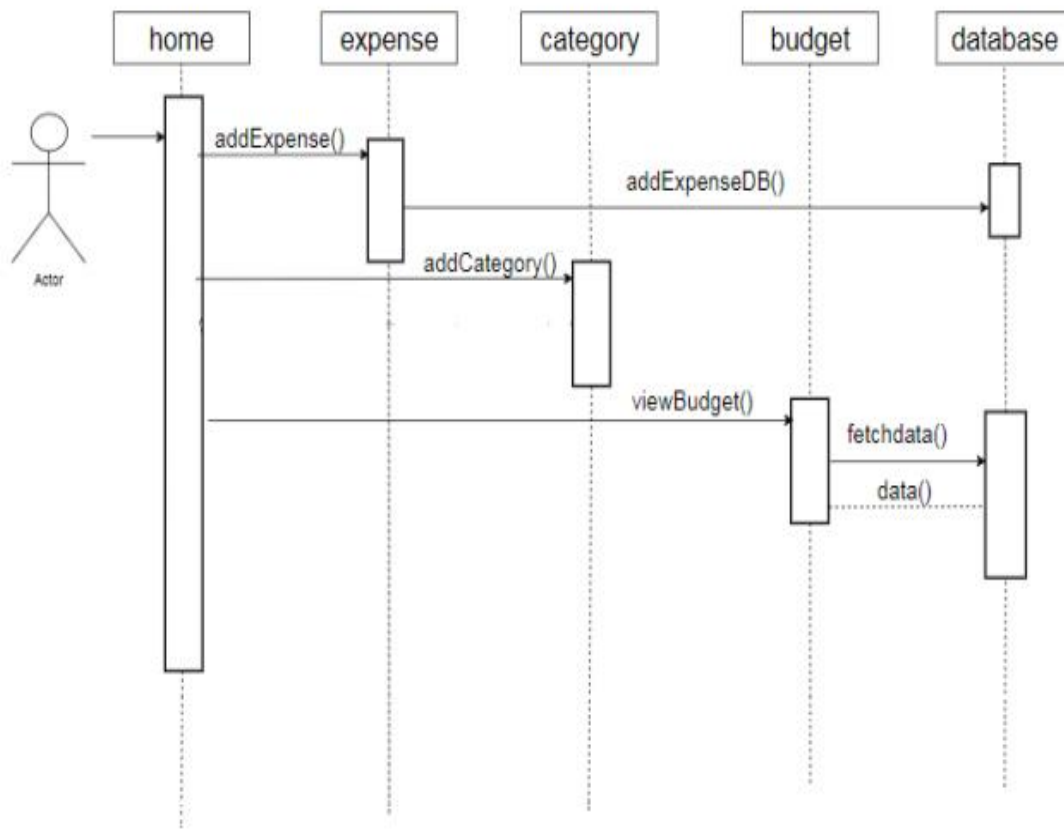 home
expense
category
budget
database
addExpense()
addExpenseDB()
Actor
addCategory()
viewBudget()
fetchdata()
data()